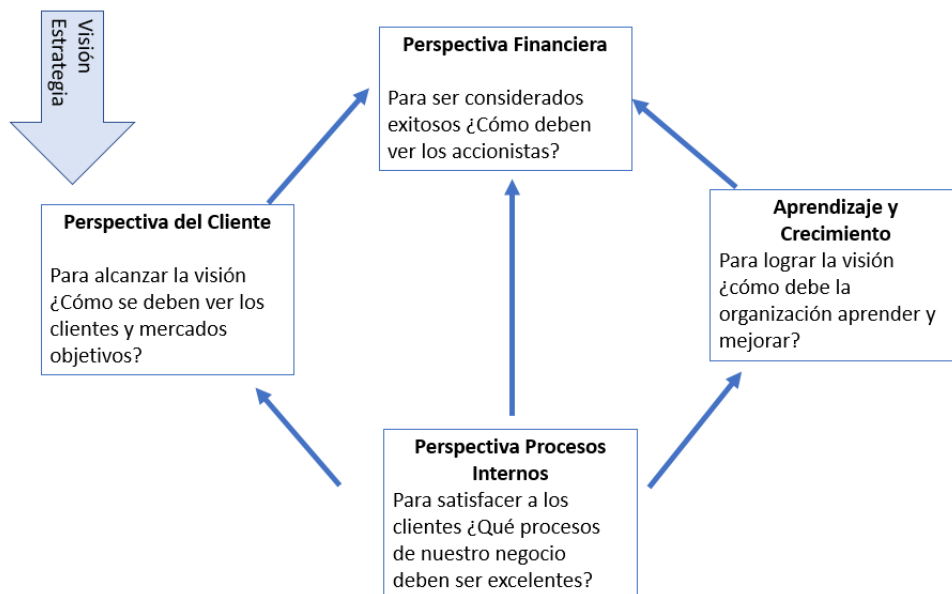 Visión
Estrategia
Perspectiva Financiera
Para ser considerados
exitosos ¿Cómo deben
ver los accionistas?
Perspectiva del Cliente
Para alcanzar la visión
¿Cómo se deben ver los
clientes y mercados
objetivos?
Aprendizaje y
Crecimiento
Para lograr la visión
¿cómo debe la
organización aprender y
mejorar?
Perspectiva Procesos
Internos
Para satisfacer a los
clientes ¿Qué procesos
de nuestro negocio
deben ser excelentes?